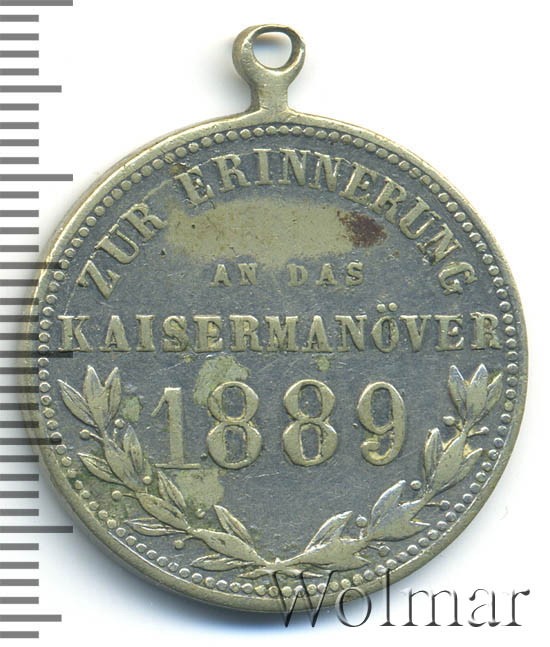 ZUR ERINNERUNG
AN DAS
KAISERMANÖVER
1889
Wolmar